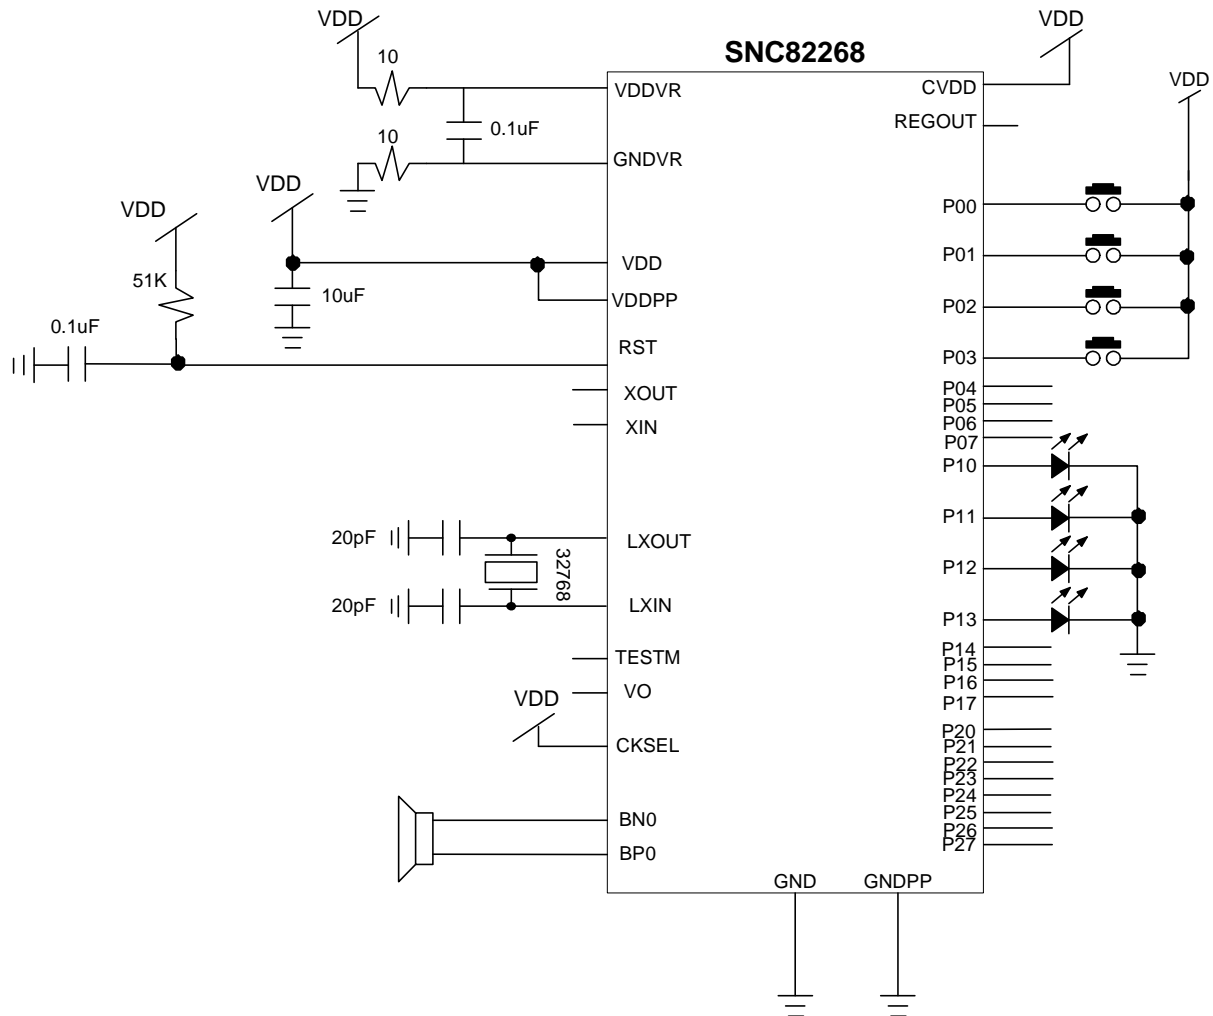 VDD
VDD
SNC82268
10
VDDVR
CVDD
VDD
0.1uF
REGOUT
10
GNDVR
VDD
VDD
P00
P01
VDD
51K
10uF
VDDPP
P02
0.1uF
RST
P03
XOUT
P04
P05
XIN
P06
P07
P10
P11
20pF
LXOUT
32768
P12
20pF
LXIN
P13
TESTM
P14
P15
VO
P16
VDD
P17
CKSEL
P20
P21
P22
P23
P24
BN0
P25
P26
BP0
P27
GND
GNDPP